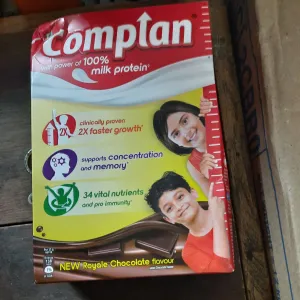 Complan
power of 100%
milk protein
clinically proven
2X
2X faster growth
supports concentration
and memory
34 vital nutrients
and pro immunity
NEW Royale Chocolate flavour